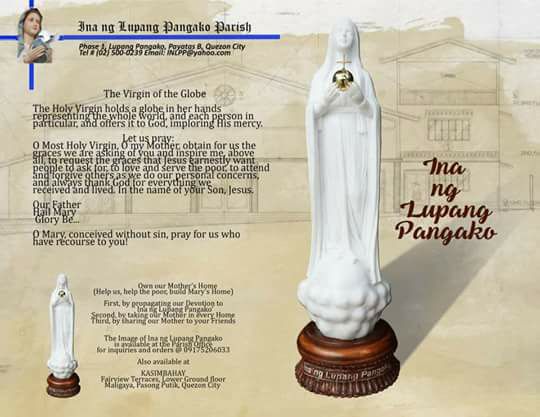 Ina ng Lupang Pangako Parish
Phase 3, Lupang Pangako, Payatas B, Quezon City
Tel # (02) 500-0239 Email: INLPP@yahoo.com
The Virgin of the Globe
The Holy Virgin holds a globe in her hands
representing the whole world, and each person in
particular, and offers it to God, imploring His mercy.
Let us pray:
O Most Holy Virgin, O my Mother, obtain for us the
graces we are asking of you and inspire me, above
all, to request the graces that Jesus earnestly want
people to ask for, to love and serve the poor, to attend
and forgive others as we do our personal concerns,
and always thank God for everything we
received and lived. In the name of your Son, Jesus.
Our Father
Hail Mary
Glory Be...
O Mary, conceived without sin, pray for us who
have recourse to you!
Own our Mother's Home
(Help us, help the poor, build Mary's Home)
First, by propagating our Devotion to
Ina ng Lupang Pangako
Second, by taking our Mother in every Home
Third, by sharing our Mother to your Friends
The Image of Ina ng Lupang Pangako
is available at the Parish Office
for inquiries and orders @ 09175206033
Also available at
KASIMBAHAY
Fairview Terraces, Lower Ground floor
Maligaya, Pasong Putik, Quezon City
Ina
ng
Lupang
Pangako
Ina ng Lupang Pangako